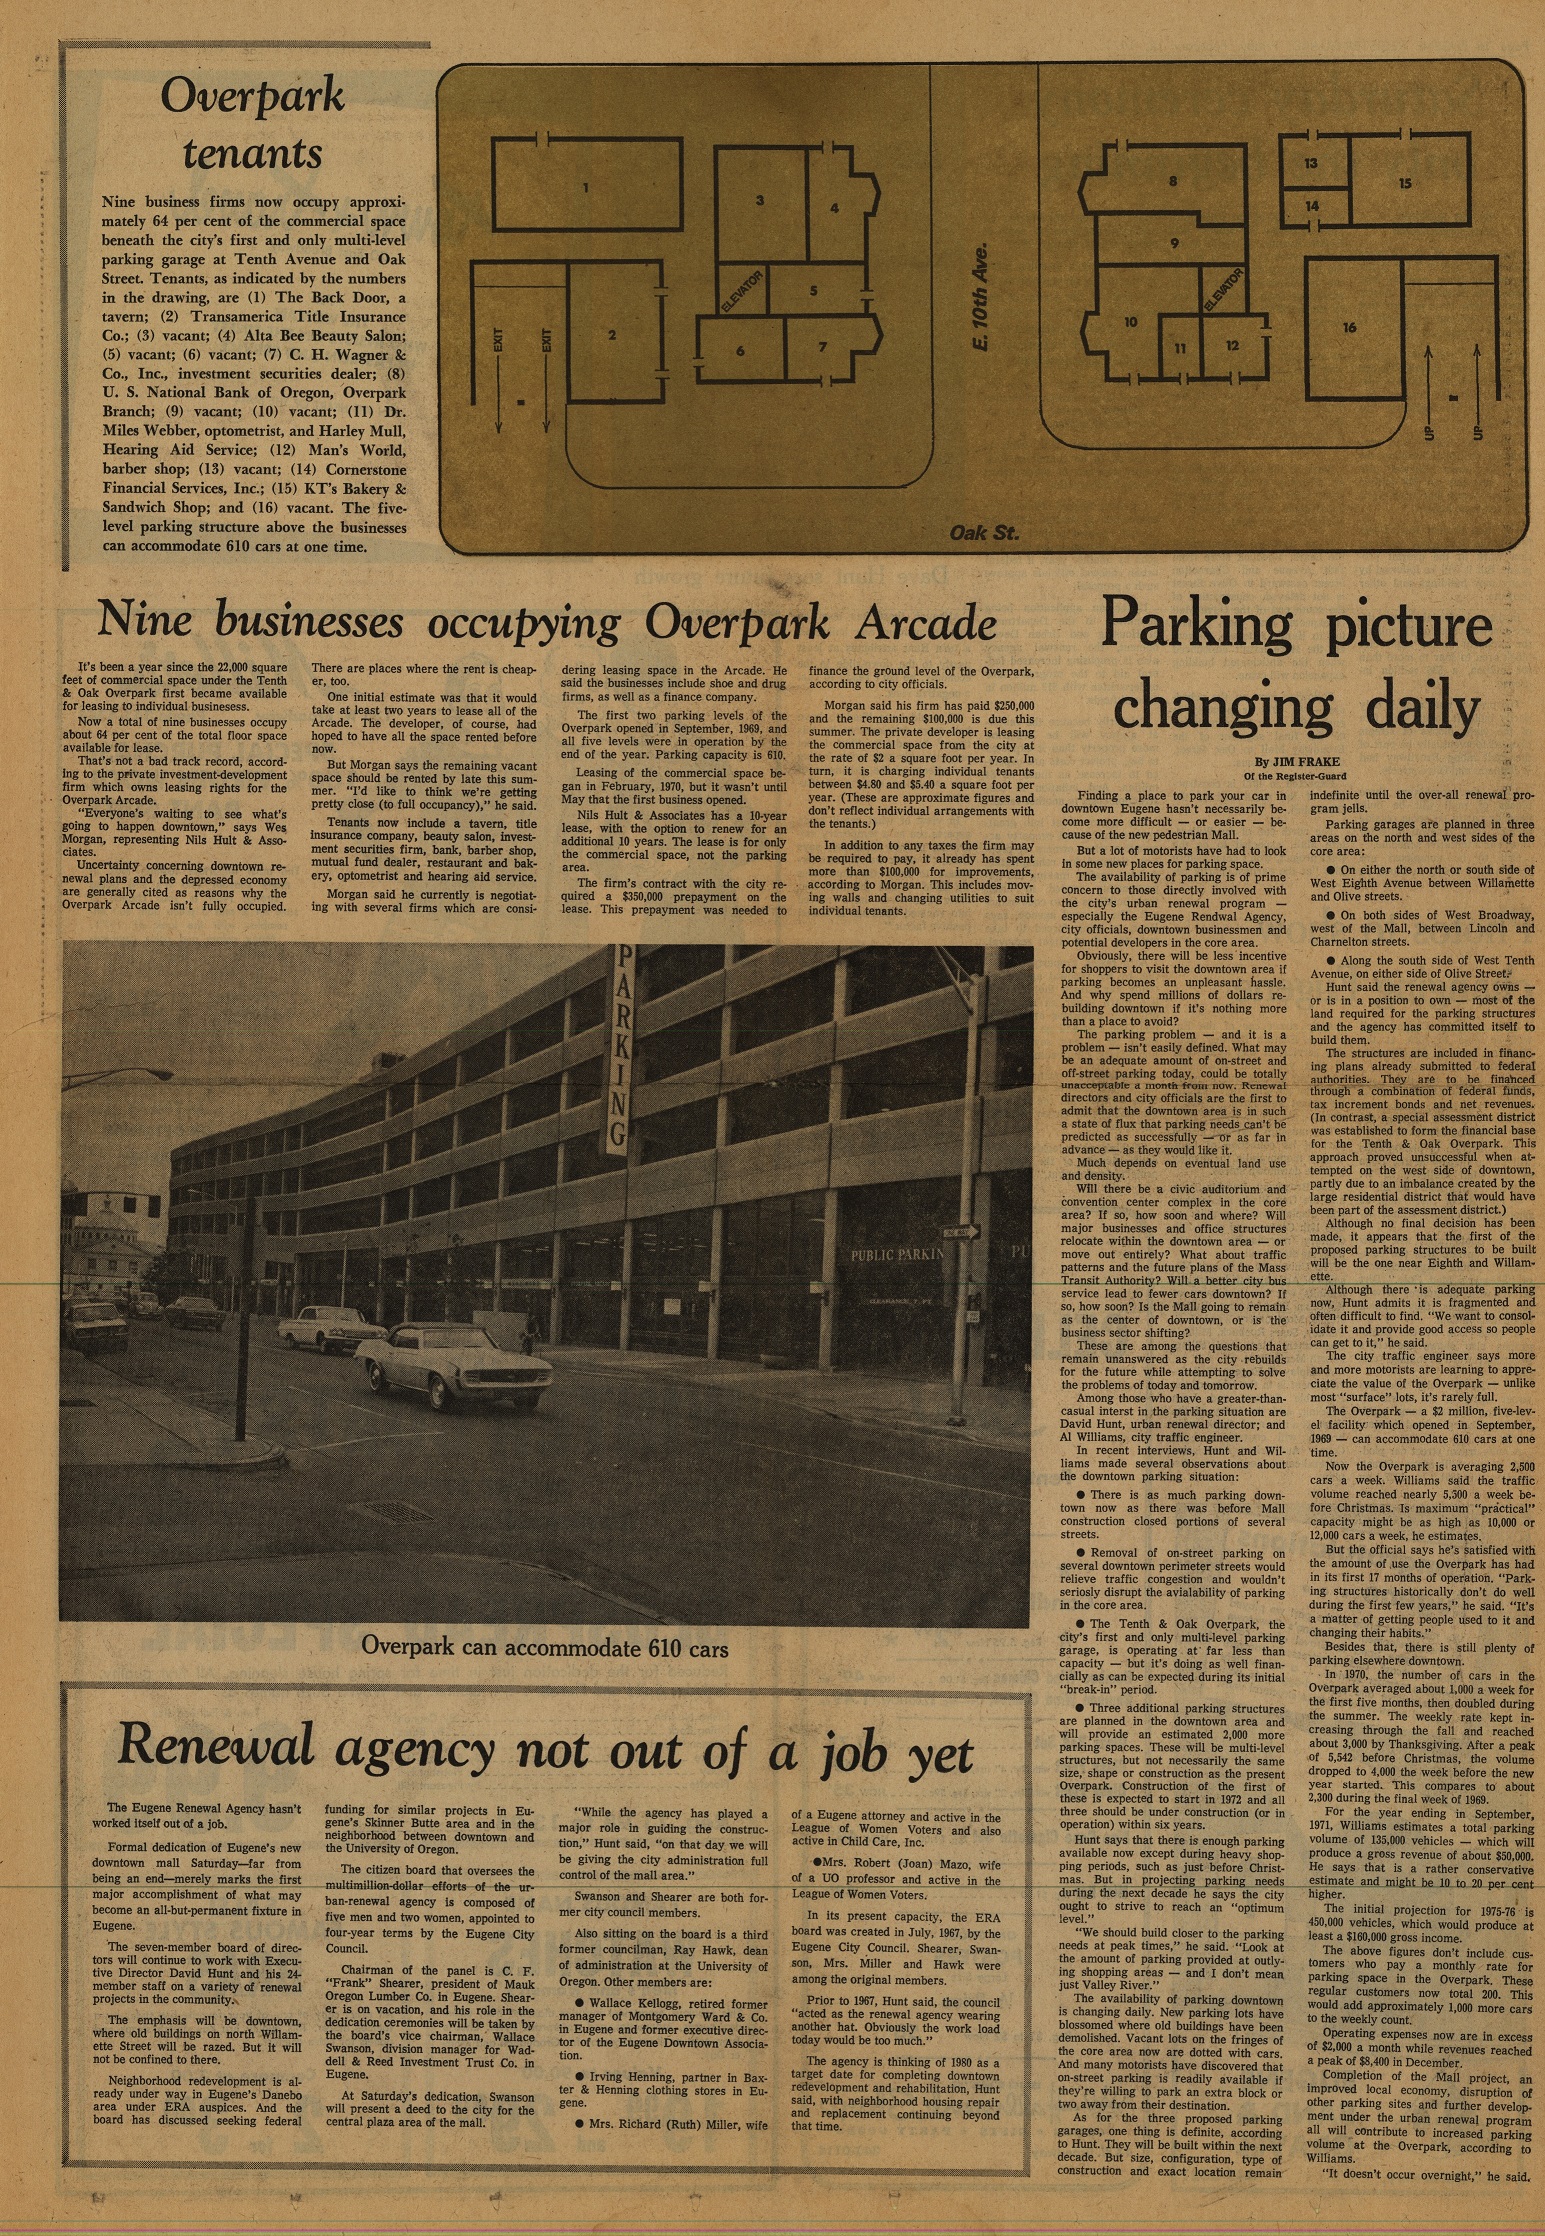 Overpark
tenants
Nine business firms now occupy approxi-
mately 64 per cent of the commercial space
beneath the city's first and only multi-level
parking garage at Tenth Avenue and Oak
Street. Tenants, as indicated by the numbers
in the drawing, are (1) The Back Door, a
tavern; (2) Transamerica Title Insurance
Co.; (3) vacant; (4) Alta Bee Beauty Salon;
(5) vacant; (6) vacant; (7) C. H. Wagner &
Co., Inc., investment securities dealer; (8)
U. S. National Bank of Oregon, Overpark
Branch; (9) vacant; (10) vacant; (11) Dr.
Miles Webber, optometrist, and Harley Mull,
Hearing Aid Service; (12) Man's World,
barber shop; (13) vacant; (14) Cornerstone
Financial Services, Inc.; (15) KT's Bakery &
Sandwich Shop; and (16) vacant. The five-
level parking structure above the businesses
can accommodate 610 cars at one time.
1
2
3
4
5
6
7
ELEVATOR
EXIT
EXIT
E. 10th Ave.
8
9
10
11
12
ELEVATOR
13
14
15
16
UP
UP
Oak St.
Nine businesses occupying Overpark Arcade
It's been a year since the 22,000 square
feet of commercial space under the Tenth
& Oak Overpark first became available
for leasing to individual businesess.
Now a total of nine businesses occupy
about 64 per cent of the total floor space
available for lease.
That's not a bad track record, accord-
ing to the private investment-development
firm which owns leasing rights for the
Overpark Arcade.
"Everyone's waiting to see what's
going to happen downtown," says Wes
Morgan, representing Nils Hult & Asso-
ciates.
Uncertainty concerning downtown re-
newal plans and the depressed economy
are generally cited as reasons why the
Overpark Arcade isn't fully occupied.
There are places where the rent is cheap-
er, too.
One initial estimate was that it would
take at least two years to lease all of the
Arcade. The developer, of course, had
hoped to have all the space rented before
now.
But Morgan says the remaining vacant
space should be rented by late this sum-
mer. "I'd like to think we're getting
pretty close (to full occupancy)," he said.
Tenants now include a tavern, title
insurance company, beauty salon, invest-
ment securities firm, bank, barber shop,
mutual fund dealer, restaurant and bak-
ery, optometrist and hearing aid service.
Morgan said he currently is negotiat-
ing with several firms which are consi-
dering leasing space in the Arcade. He
said the businesses include shoe and drug
firms, as well as a finance company.
The first two parking levels of the
Overpark opened in September, 1969, and
all five levels were in operation by the
end of the year. Parking capacity is 610.
Leasing of the commercial space be-
gan in February, 1970, but it wasn't until
May that the first business opened.
Nils Hult & Associates has a 10-year
lease, with the option to renew for an
additional 10 years. The lease is for only
the commercial space, not the parking
area.
The firm's contract with the city re-
quired a $350,000 prepayment on the
lease. This prepayment was needed to
finance the ground level of the Overpark,
according to city officials.
Morgan said his firm has paid $250,000
and the remaining $100,000 is due this
summer. The private developer is leasing
the commercial space from the city at
the rate of $2 a square foot per year. In
turn, it is charging individual tenants
between $4.80 and $5.40 a square foot per
year. (These are approximate figures and
don't reflect individual arrangements with
the tenants.)
In addition to any taxes the firm may
be required to pay, it already has spent
more than $100,000 for improvements,
according to Morgan. This includes mov-
ing walls and changing utilities to suit
individual tenants.
PARKING
PUBLIC PARKIN
PU
Overpark can accommodate 610 cars
Renewal agency not out of a job yet
The Eugene Renewal Agency hasn't
worked itself out of a job.
Formal dedication of Eugene's new
downtown mall Saturday—far from
being an end—merely marks the first
major accomplishment of what may
become an all-but-permanent fixture in
Eugene.
The seven-member board of direc-
tors will continue to work with Execu-
tive Director David Hunt and his 24-
member staff on a variety of renewal
projects in the community.
The emphasis will be downtown,
where old buildings on north Willam-
ette Street will be razed. But it will
not be confined to there.
Neighborhood redevelopment is al-
ready under way in Eugene's Danebo
area under ERA auspices. And the
board has discussed seeking federal
funding for similar projects in Eu-
gene's Skinner Butte area and in the
neighborhood between downtown and
the University of Oregon.
The citizen board that oversees the
multimillion-dollar efforts of the ur-
ban-renewal agency is composed of
five men and two women, appointed to
four-year terms by the Eugene City
Council.
Chairman of the panel is C. F.
"Frank" Shearer, president of Mauk
Oregon Lumber Co. in Eugene. Shear-
er is on vacation, and his role in the
dedication ceremonies will be taken by
the board's vice chairman, Wallace
Swanson, division manager for Wad-
dell & Reed Investment Trust Co. in
Eugene.
At Saturday's dedication, Swanson
will present a deed to the city for the
central plaza area of the mall.
"While the agency has played a
major role in guiding the construc-
tion," Hunt said, "on that day we will
be giving the city administration full
control of the mall area."
Swanson and Shearer are both for-
mer city council members.
Also sitting on the board is a third
former councilman, Ray Hawk, dean
of administration at the University of
Oregon. Other members are:
● Wallace Kellogg, retired former
manager of Montgomery Ward & Co.
in Eugene and former executive direc-
tor of the Eugene Downtown Associa-
tion.
● Irving Henning, partner in Bax-
ter & Henning clothing stores in Eu-
gene.
● Mrs. Richard (Ruth) Miller, wife
of a Eugene attorney and active in the
League of Women Voters and also
active in Child Care, Inc.
●Mrs. Robert (Joan) Mazo, wife
of a UO professor and active in the
League of Women Voters.
In its present capacity, the ERA
board was created in July, 1967, by the
Eugene City Council. Shearer, Swan-
son, Mrs. Miller and Hawk were
among the original members.
Prior to 1967, Hunt said, the council
"acted as the renewal agency wearing
another hat. Obviously the work load
today would be too much."
The agency is thinking of 1980 as a
target date for completing downtown
redevelopment and rehabilitation, Hunt
said, with neighborhood housing repair
and replacement continuing beyond
that time.
Parking picture
changing daily
By JIM FRAKE
Of the Register-Guard
Finding a place to park your car in
downtown Eugene hasn't necessarily be-
come more difficult — or easier — be-
cause of the new pedestrian Mall.
But a lot of motorists have had to look
in some new places for parking space.
The availability of parking is of prime
concern to those directly involved with
the city's urban renewal program —
especially the Eugene Rendwal Agency,
city officials, downtown businessmen and
potential developers in the core area.
Obviously, there will be less incentive
for shoppers to visit the downtown area if
parking becomes an unpleasant hassle.
And why spend millions of dollars re-
building downtown if it's nothing more
than a place to avoid?
The parking problem — and it is a
problem — isn't easily defined. What may
be an adequate amount of on-street and
off-street parking today, could be totally
unacceptable a month from now. Renewal
directors and city officials are the first to
admit that the downtown area is in such
a state of flux that parking needs can't be
predicted as successfully — or as far in
advance — as they would like it.
Much depends on eventual land use
and density.
Will there be a civic auditorium and
convention center complex in the core
area? If so, how soon and where? Will
major businesses and office structures
relocate within the downtown area — or
move out entirely? What about traffic
patterns and the future plans of the Mass
Transit Authority? Will a better city bus
service lead to fewer cars downtown? If
so, how soon? Is the Mall going to remain
as the center of downtown, or is the
business sector shifting?
These are among the questions that
remain unanswered as the city rebuilds
for the future while attempting to solve
the problems of today and tomorrow.
Among those who have a greater-than-
casual interst in the parking situation are
David Hunt, urban renewal director; and
Al Williams, city traffic engineer.
In recent interviews, Hunt and Wil-
liams made several observations about
the downtown parking situation:
● There is as much parking down-
town now as there was before Mall
construction closed portions of several
streets.
● Removal of on-street parking on
several downtown perimeter streets would
relieve traffic congestion and wouldn't
seriosly disrupt the avialability of parking
in the core area.
● The Tenth & Oak Overpark, the
city's first and only multi-level parking
garage, is operating at far less than
capacity — but it's doing as well finan-
cially as can be expected during its initial
"break-in" period.
● Three additional parking structures
are planned in the downtown area and
will provide an estimated 2,000 more
parking spaces. These will be multi-level
structures, but not necessarily the same
size, shape or construction as the present
Overpark. Construction of the first of
these is expected to start in 1972 and all
three should be under construction (or in
operation) within six years.
Hunt says that there is enough parking
available now except during heavy shop-
ping periods, such as just before Christ-
mas. But in projecting parking needs
during the next decade he says the city
ought to strive to reach an "optimum
level."
"We should build closer to the parking
needs at peak times," he said. "Look at
the amount of parking provided at outly-
ing shopping areas — and I don't mean
just Valley River."
The availability of parking downtown
is changing daily. New parking lots have
blossomed where old buildings have been
demolished. Vacant lots on the fringes of
the core area now are dotted with cars.
And many motorists have discovered that
on-street parking is readily available if
they're willing to park an extra block or
two away from their destination.
As for the three proposed parking
garages, one thing is definite, according
to Hunt. They will be built within the next
decade. But size, configuration, type of
construction and exact location remain
indefinite until the over-all renewal pro-
gram jells.
Parking garages are planned in three
areas on the north and west sides of the
core area:
● On either the north or south side of
West Eighth Avenue between Willamette
and Olive streets.
● On both sides of West Broadway,
west of the Mall, between Lincoln and
Charnelton streets.
● Along the south side of West Tenth
Avenue, on either side of Olive Street.
Hunt said the renewal agency owns —
or is in a position to own — most of the
land required for the parking structures
and the agency has committed itself to
build them.
The structures are included in financ-
ing plans already submitted to federal
authorities. They are to be financed
through a combination of federal funds,
tax increment bonds and net revenues.
(In contrast, a special assessment district
was established to form the financial base
for the Tenth & Oak Overpark. This
approach proved unsuccessful when at-
tempted on the west side of downtown,
partly due to an imbalance created by the
large residential district that would have
been part of the assessment district.)
Although no final decision has been
made, it appears that the first of the
proposed parking structures to be built
will be the one near Eighth and Willam-
ette.
Although there is adequate parking
now, Hunt admits it is fragmented and
often difficult to find. "We want to consol-
idate it and provide good access so people
can get to it," he said.
The city traffic engineer says more
and more motorists are learning to appre-
ciate the value of the Overpark — unlike
most "surface" lots, it's rarely full.
The Overpark — a $2 million, five-lev-
el facility which opened in September,
1969 — can accommodate 610 cars at one
time.
Now the Overpark is averaging 2,500
cars a week. Williams said the traffic
volume reached nearly 5,500 a week be-
fore Christmas. Is maximum "practical"
capacity might be as high as 10,000 or
12,000 cars a week, he estimates.
But the official says he's satisfied with
the amount of use the Overpark has had
in its first 17 months of operation. "Park-
ing structures historically don't do well
during the first few years," he said. "It's
a matter of getting people used to it and
changing their habits."
Besides that, there is still plenty of
parking elsewhere downtown.
In 1970, the number of cars in the
Overpark averaged about 1,000 a week for
the first five months, then doubled during
the summer. The weekly rate kept in-
creasing through the fall and reached
about 3,000 by Thanksgiving. After a peak
of 5,542 before Christmas, the volume
dropped to 4,000 the week before the new
year started. This compares to about
2,300 during the final week of 1969.
For the year ending in September,
1971, Williams estimates a total parking
volume of 135,000 vehicles — which will
produce a gross revenue of about $50,000.
He says that is a rather conservative
estimate and might be 10 to 20 per cent
higher.
The initial projection for 1975-76 is
450,000 vehicles, which would produce at
least a $160,000 gross income.
The above figures don't include cus-
tomers who pay a monthly rate for
parking space in the Overpark. These
regular customers now total 200. This
would add approximately 1,000 more cars
to the weekly count.
Operating expenses now are in excess
of $2,000 a month while revenues reached
a peak of $8,400 in December.
Completion of the Mall project, an
improved local economy, disruption of
other parking sites and further develop-
ment under the urban renewal program
all will contribute to increased parking
volume at the Overpark, according to
Williams.
"It doesn't occur overnight," he said.